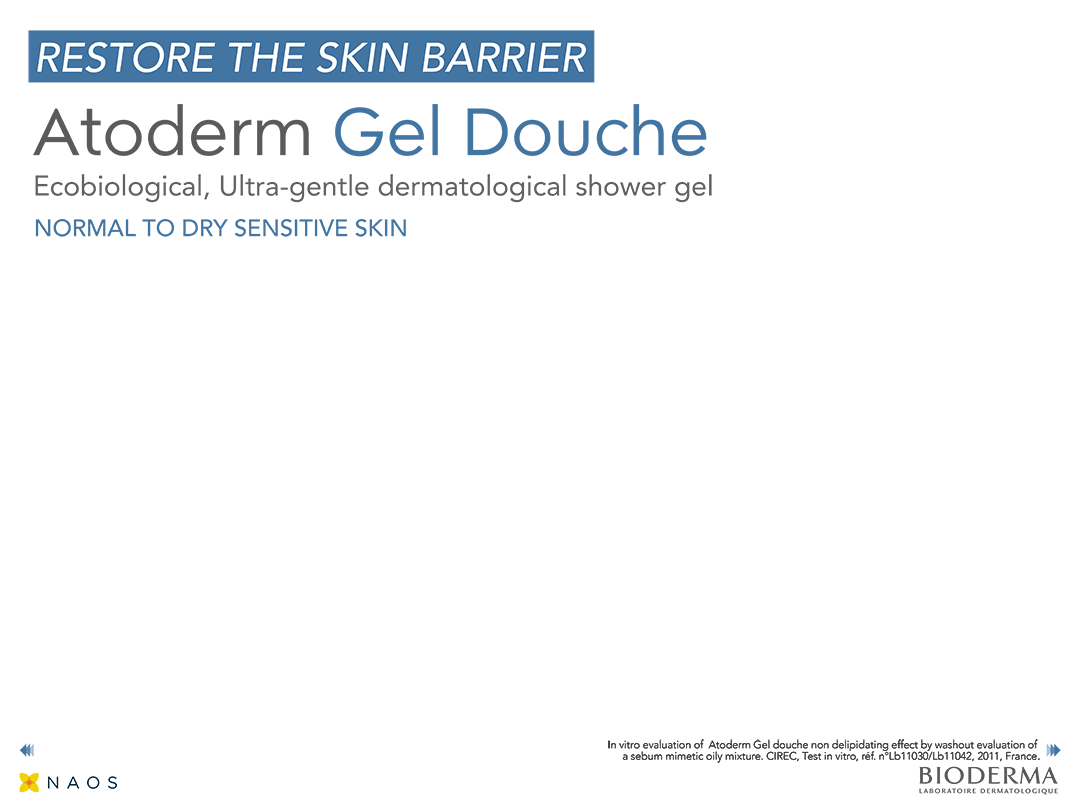 RESTORE THE SKIN BARRIER
Atoderm Gel Douche
Ecobiological, Ultra-gentle dermatological shower gel
NORMAL TO DRY SENSITIVE SKIN
In vitro evaluation of Atoderm Gel douche non delipidating effect by washout evaluation of
a sebum mimetic oily mixture. CIREC, Test in vitro, réf. n°Lb11030/Lb11042, 2011, France.
NAOS
BIODERMA
LABORATOIRE DERMATOLOGIQUE